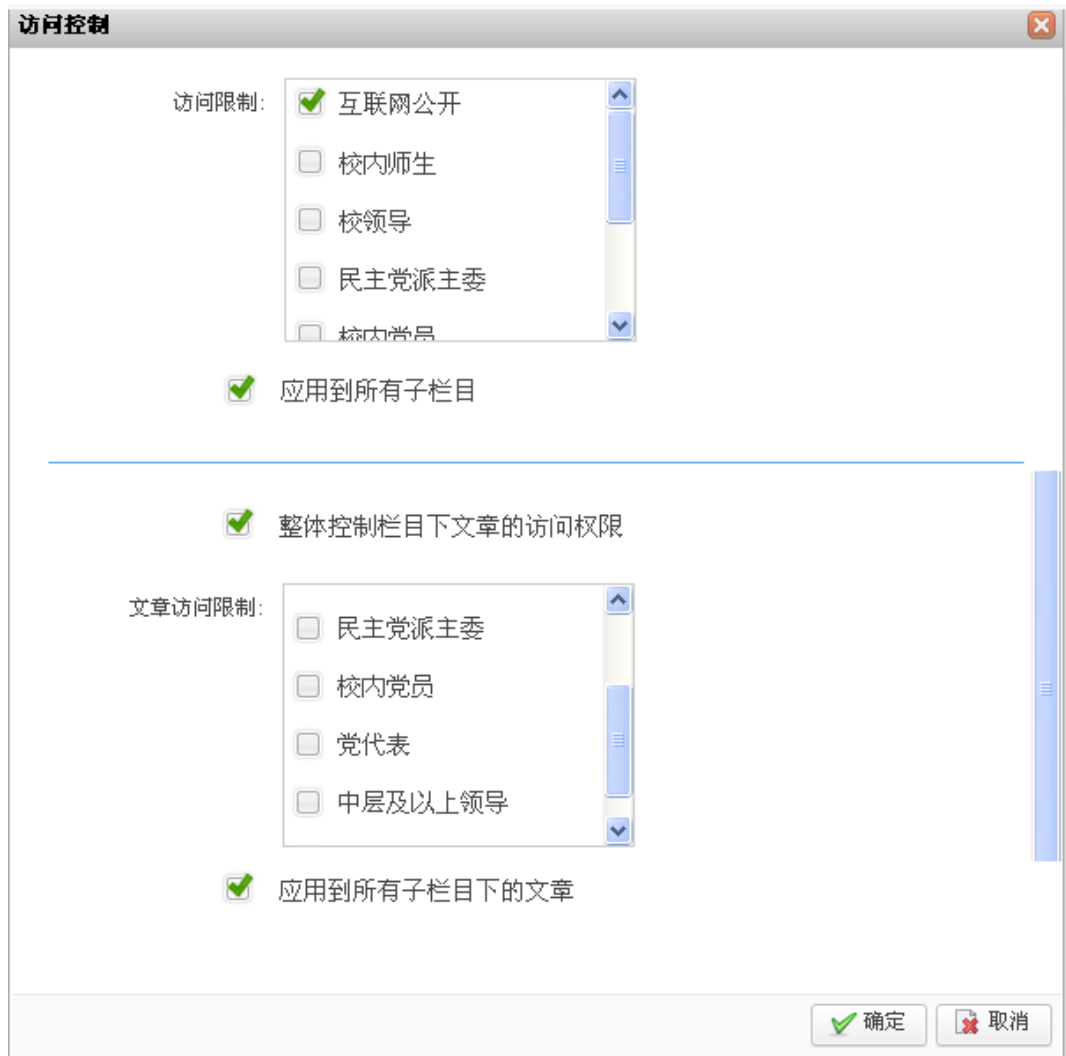 访问控制
访问限制:
互联网公开
校内师生
校领导
民主党派主委
校内党员
应用到所有子栏目
整体控制栏目下文章的访问权限
文章访问限制:
民主党派主委
校内党员
党代表
中层及以上领导
应用到所有子栏目下的文章
确定
取消